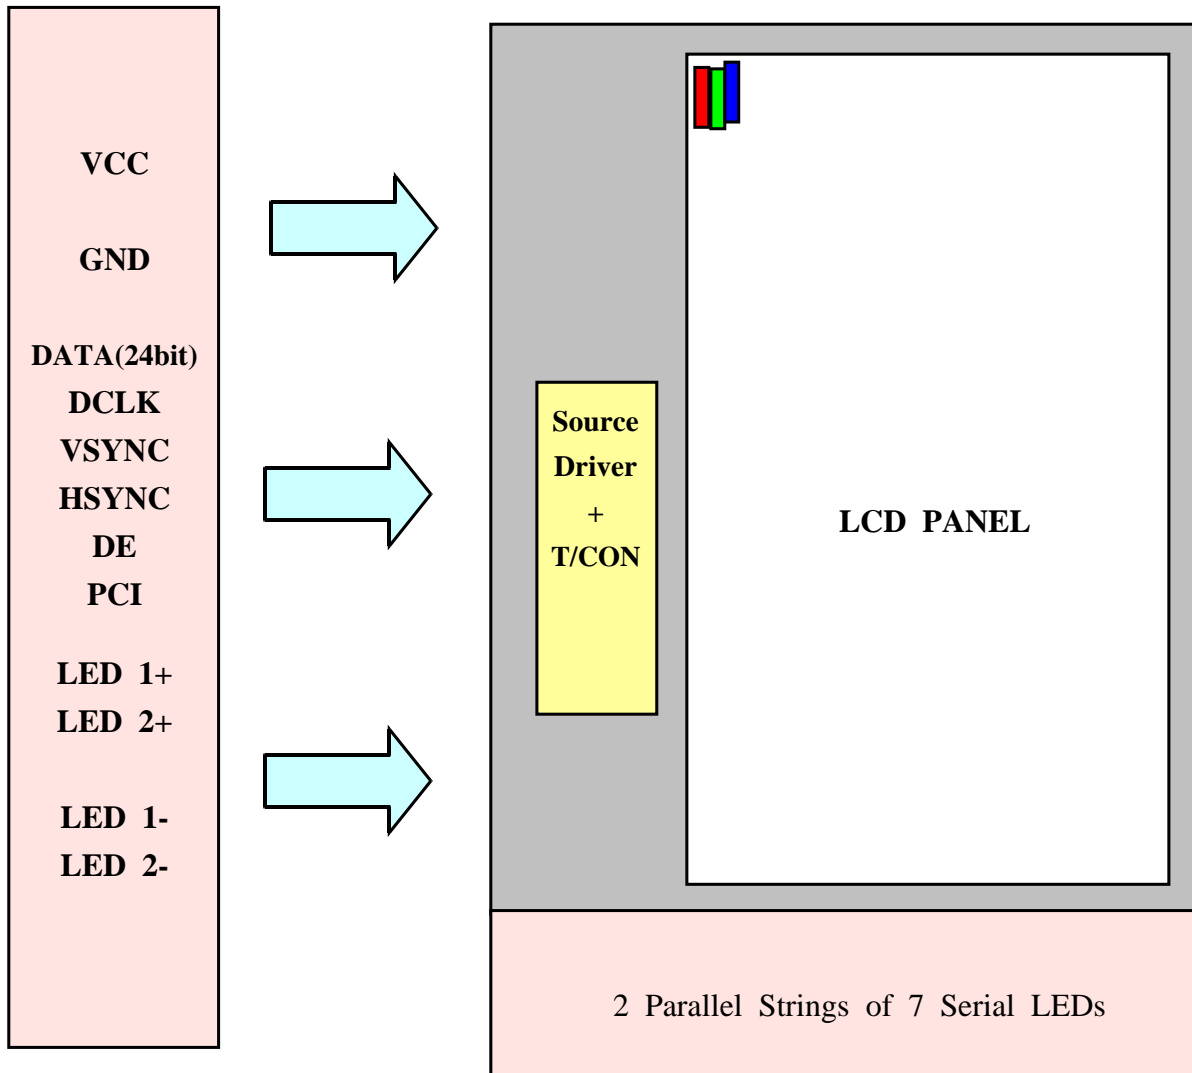 VCC
GND
DATA(24bit)
DCLK
VSYNC
HSYNC
DE
PCI
LED 1+
LED 2+
LED 1-
LED 2-
Source
Driver
+
T/CON
LCD PANEL
2 Parallel Strings of 7 Serial LEDs